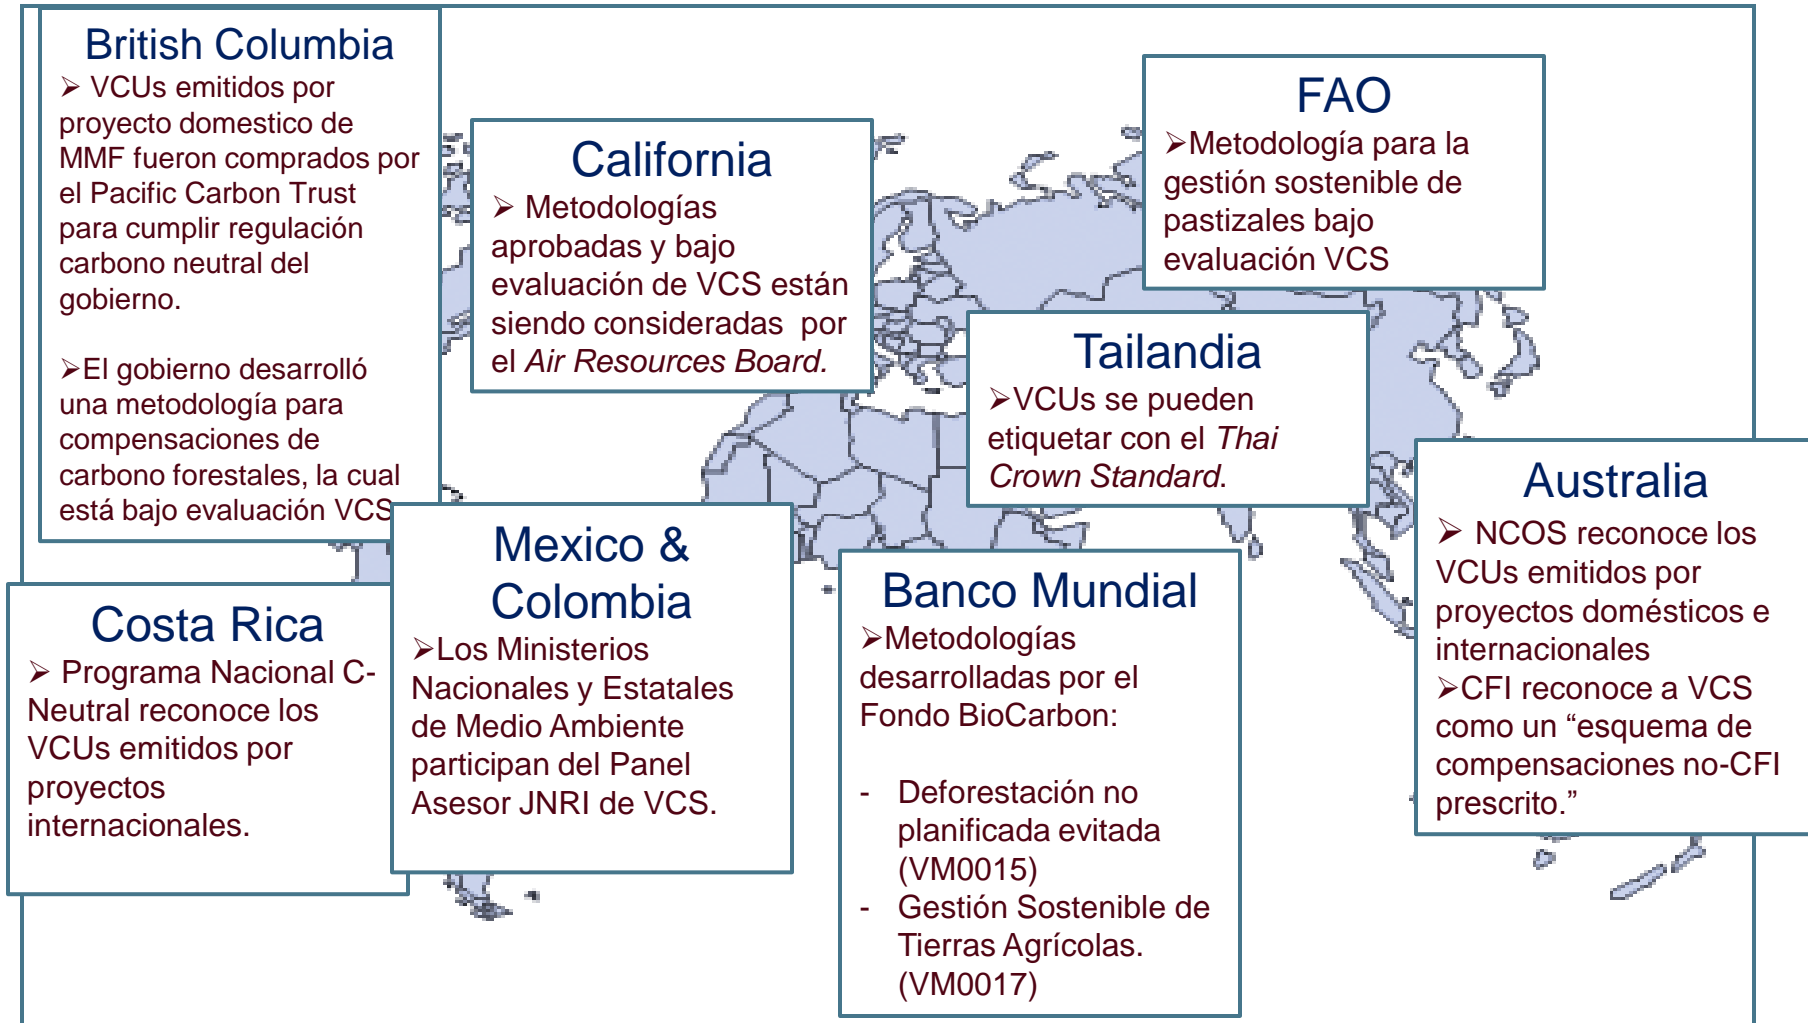 British Columbia
➢ VCUs emitidos por
proyecto domestico de
MMF fueron comprados por
el Pacific Carbon Trust
para cumplir regulación
carbono neutral del
gobierno.
➢El gobierno desarrolló
una metodología para
compensaciones de
carbono forestales, la cual
está bajo evaluación VCS
California
➢ Metodologías
aprobadas y bajo
evaluación de VCS están
siendo consideradas por
el Air Resources Board.
FAO
➢Metodología para la
gestión sostenible de
pastizales bajo
evaluación VCS
Tailandia
➢VCUs se pueden
etiquetar con el Thai
Crown Standard.
Australia
➢ NCOS reconoce los
VCUs emitidos por
proyectos domésticos e
internacionales
➢CFI reconoce a VCS
como un “esquema de
compensaciones no-CFI
prescrito.”
Costa Rica
➢ Programa Nacional C-
Neutral reconoce los
VCUs emitidos por
proyectos
internacionales.
Mexico &
Colombia
➢Los Ministerios
Nacionales y Estatales
de Medio Ambiente
participan del Panel
Asesor JNRI de VCS.
Banco Mundial
➢Metodologías
desarrolladas por el
Fondo BioCarbon:
- Deforestación no
planificada evitada
(VM0015)
- Gestión Sostenible de
Tierras Agrícolas.
(VM0017)